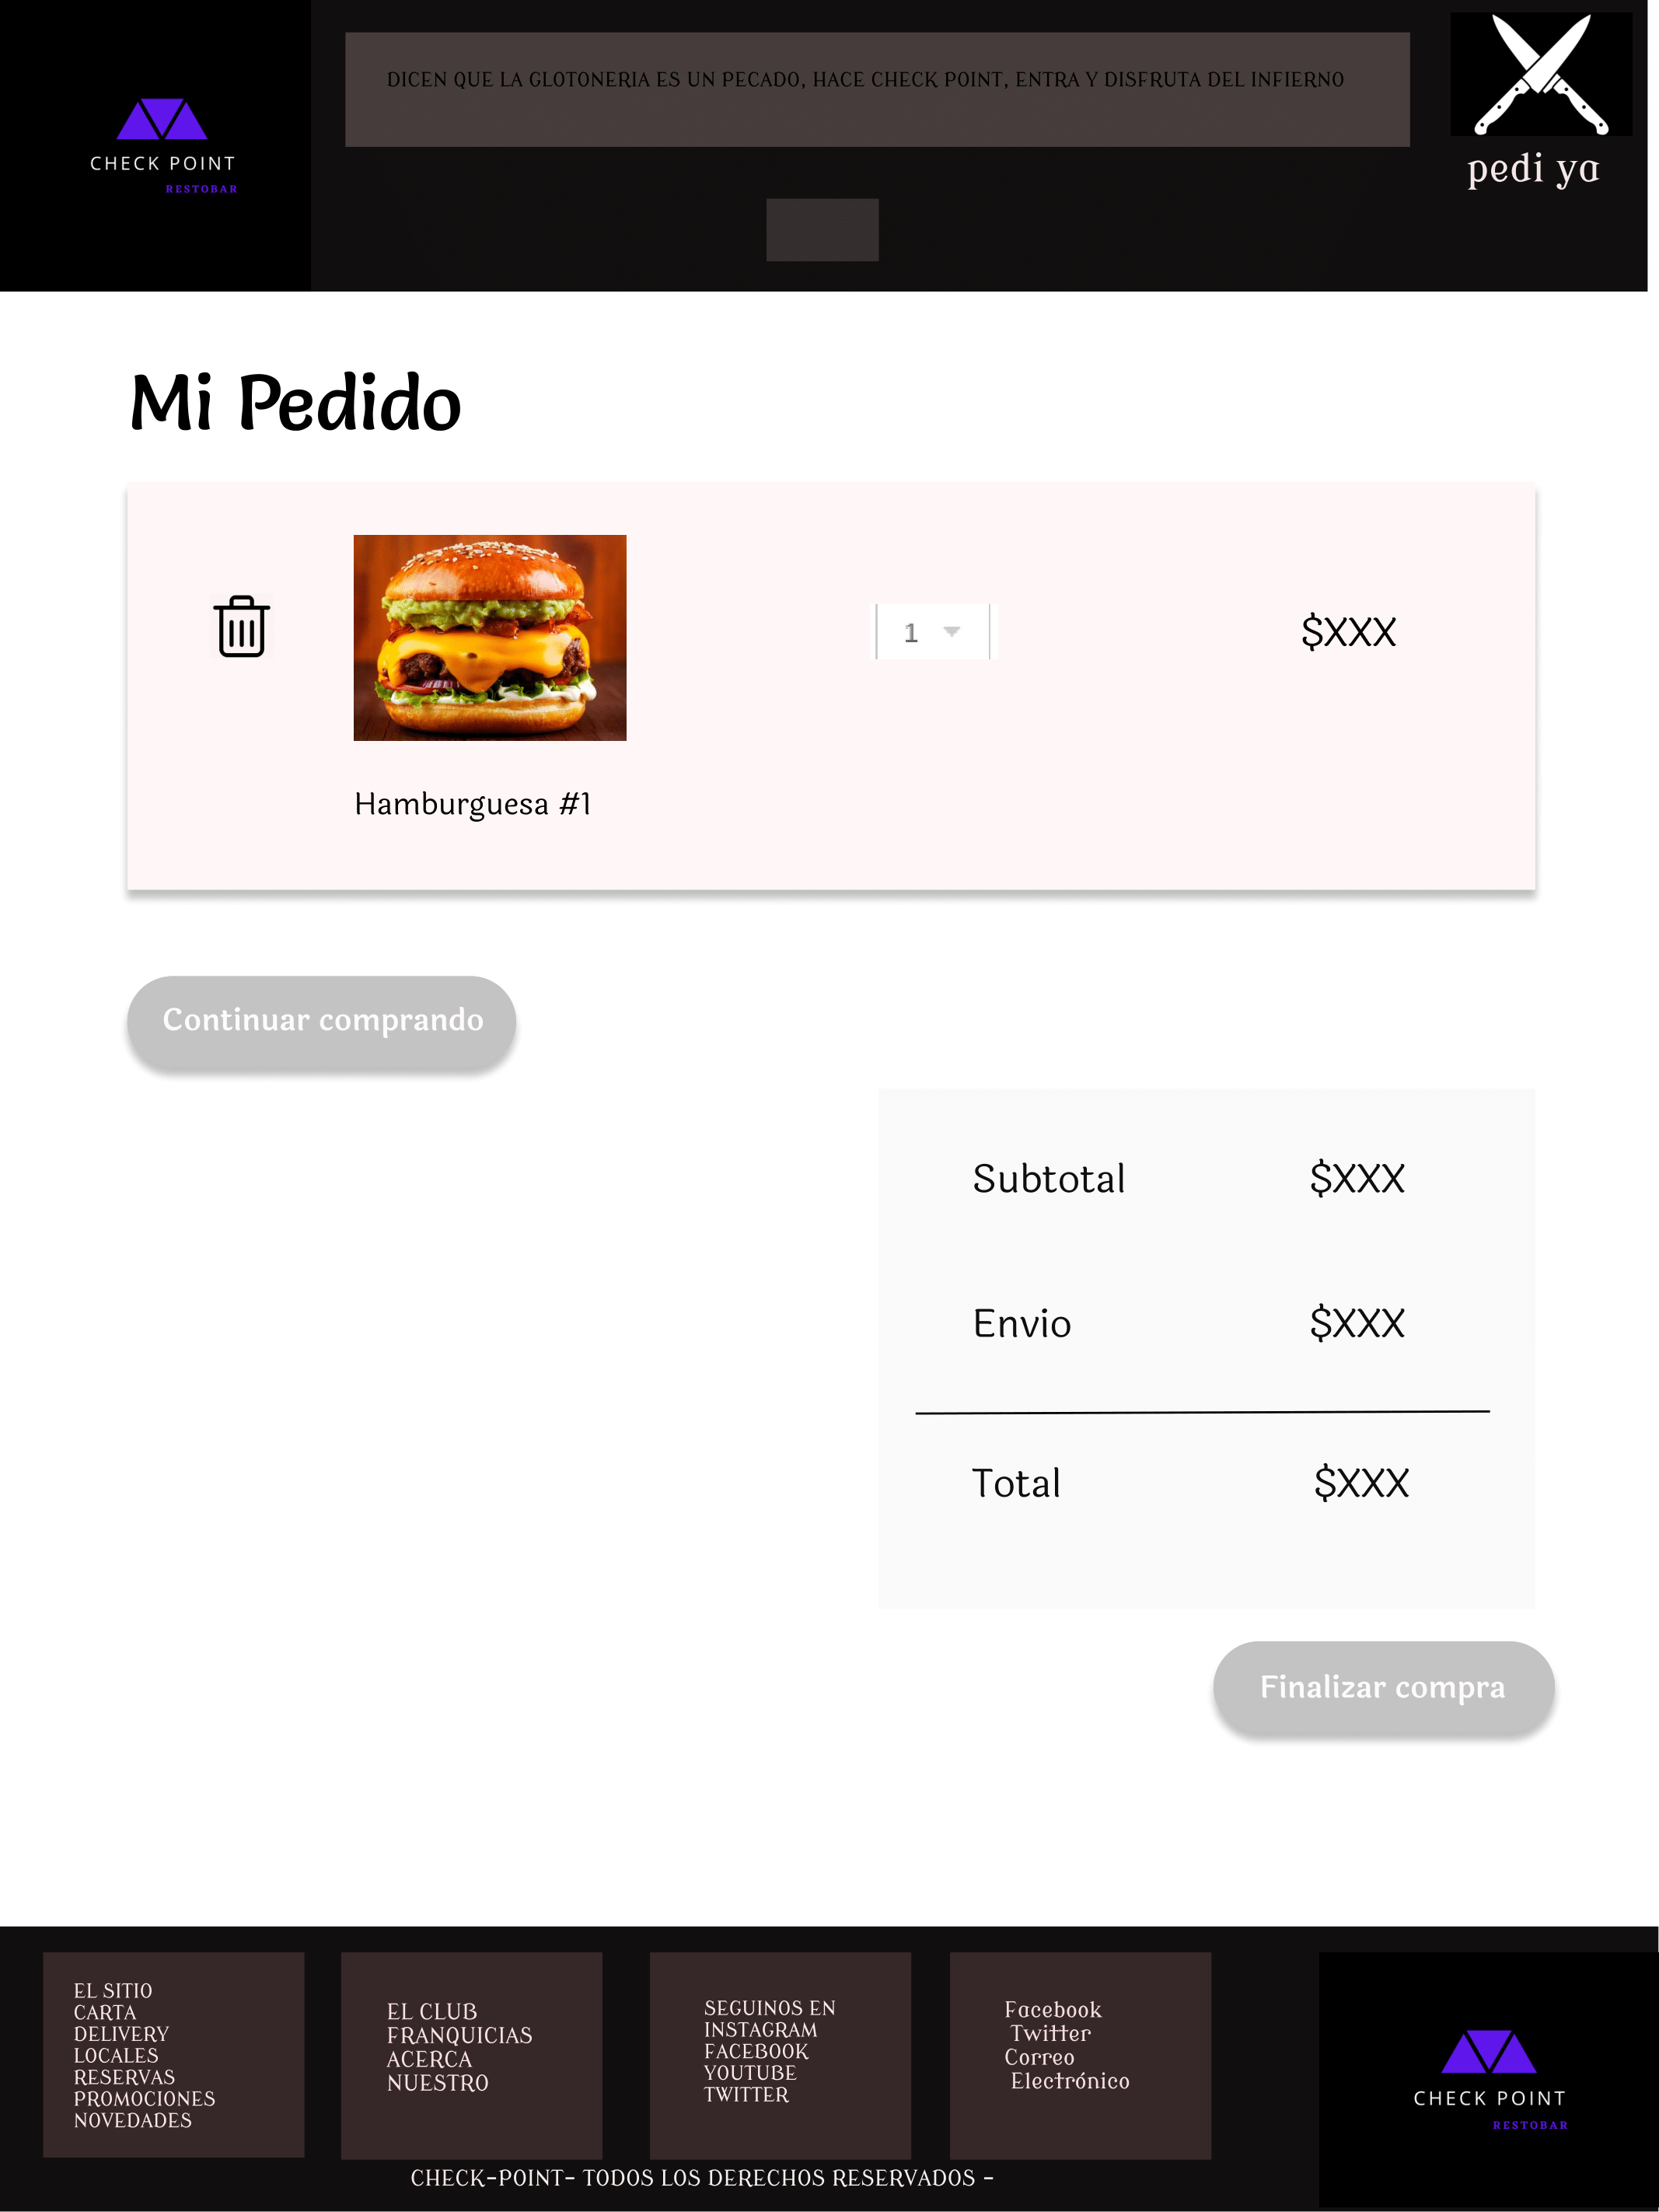 CHECK POINT
RESTOBAR
DICEN QUE LA GLOTONERIA ES UN PECADO, HACE CHECK POINT, ENTRA Y DISFRUTA DEL INFIERNO
pedi ya
Mi Pedido
1
$XXX
Hamburguesa #1
Continuar comprando
Subtotal $XXX
Envio $XXX
Total $XXX
Finalizar compra
EL SITIO
CARTA
DELIVERY
LOCALES
RESERVAS
PROMOCIONES
NOVEDADES
EL CLUB
FRANQUICIAS
ACERCA
NUESTRO
SEGUINOS EN
INSTAGRAM
FACEBOOK
YOUTUBE
TWITTER
Facebook
Twitter
Correo
Electrónico
CHECK POINT
RESTOBAR
CHECK-POINT- TODOS LOS DERECHOS RESERVADOS -